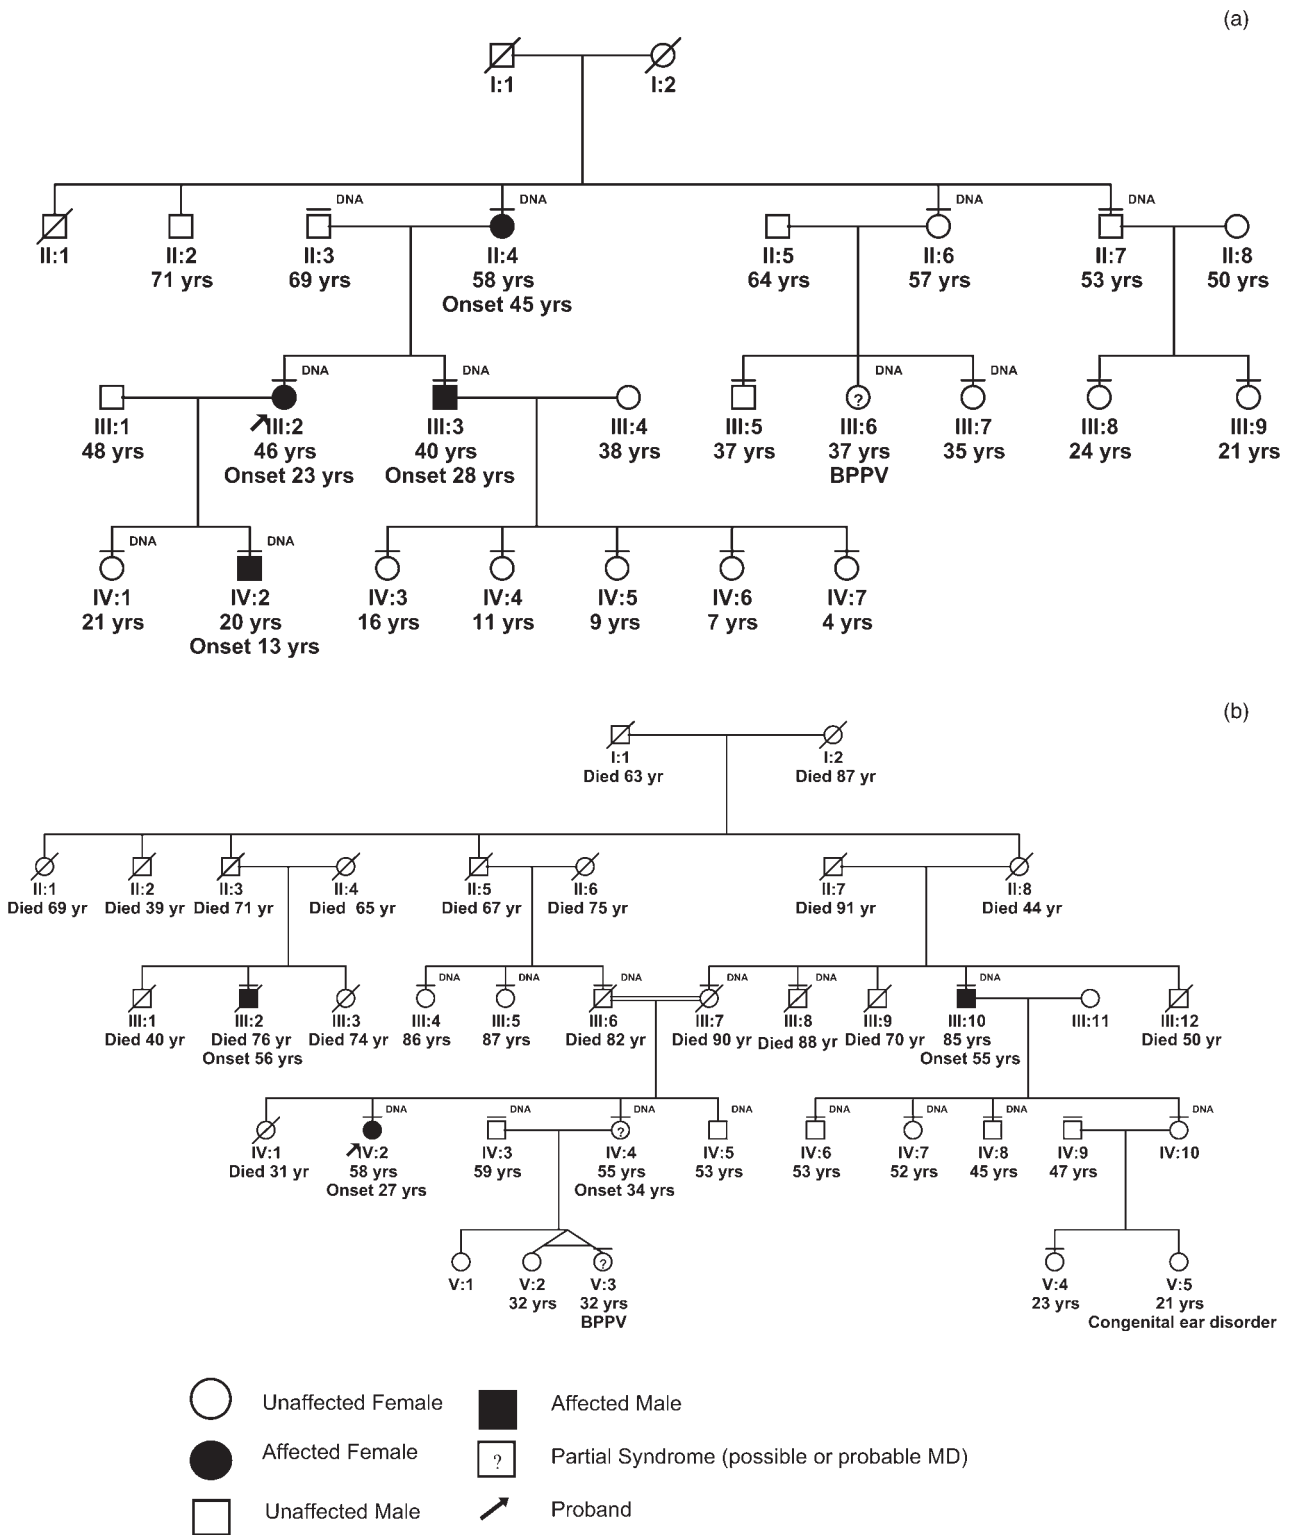 (a)
I:1 I:2
DNA DNA DNA DNA
II:1 II:2 II:3 II:4 II:5 II:6 II:7 II:8
71 yrs 69 yrs 58 yrs 64 yrs 57 yrs 53 yrs 50 yrs
Onset 45 yrs
DNA DNA DNA DNA
?
III:1 III:2 III:3 III:4 III:5 III:6 III:7 III:8 III:9
48 yrs 46 yrs 40 yrs 38 yrs 37 yrs 37 yrs 35 yrs 24 yrs 21 yrs
Onset 23 yrs Onset 28 yrs BPPV
DNA DNA
IV:1 IV:2 IV:3 IV:4 IV:5 IV:6 IV:7
21 yrs 20 yrs 16 yrs 11 yrs 9 yrs 7 yrs 4 yrs
Onset 13 yrs
(b)
I:1 I:2
Died 63 yr Died 87 yr
II:1 II:2 II:3 II:4 II:5 II:6 II:7 II:8
Died 69 yr Died 39 yr Died 71 yr Died 65 yr Died 67 yr Died 75 yr Died 91 yr Died 44 yr
DNA DNA DNA DNA DNA DNA
III:1 III:2 III:3 III:4 III:5 III:6 III:7 III:8 III:9 III:10 III:11 III:12
Died 40 yr Died 76 yr Died 74 yr 86 yrs 87 yrs Died 82 yr Died 90 yr Died 88 yr Died 70 yr 85 yrs Died 50 yr
Onset 56 yrs Onset 55 yrs
DNA DNA DNA DNA DNA DNA DNA DNA
?
IV:1 IV:2 IV:3 IV:4 IV:5 IV:6 IV:7 IV:8 IV:9 IV:10
Died 31 yr 58 yrs 59 yrs 55 yrs 53 yrs 53 yrs 52 yrs 45 yrs 47 yrs
Onset 27 yrs Onset 34 yrs
?
V:1 V:2 V:3 V:4 V:5
32 yrs 32 yrs 23 yrs 21 yrs
BPPV Congenital ear disorder
Unaffected Female Affected Male
Affected Female ? Partial Syndrome (possible or probable MD)
Unaffected Male Proband